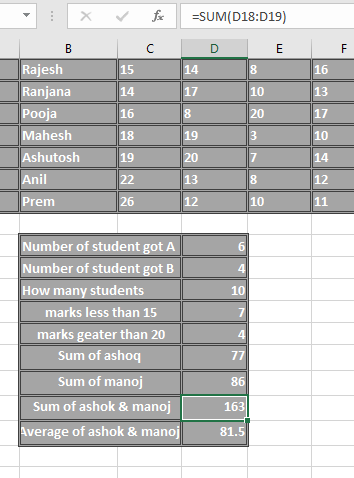 fx =SUM(D18:D19)
B C D E F
Rajesh 15 14 8 16
Ranjana 14 17 10 13
Pooja 16 8 20 17
Mahesh 18 19 3 10
Ashutosh 19 20 7 14
Anil 22 13 8 12
Prem 26 12 10 11
Number of student got A 6
Number of student got B 4
How many students 10
marks less than 15 7
marks geater than 20 4
Sum of ashoq 77
Sum of manoj 86
Sum of ashok & manoj 163
Average of ashok & manoj 81.5